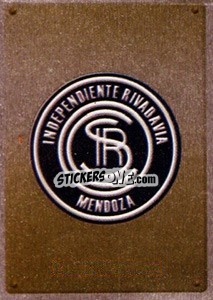 INDEPENDIENTE RIVADAVIA
CSIR
STICKERSONE.com
MENDOZA